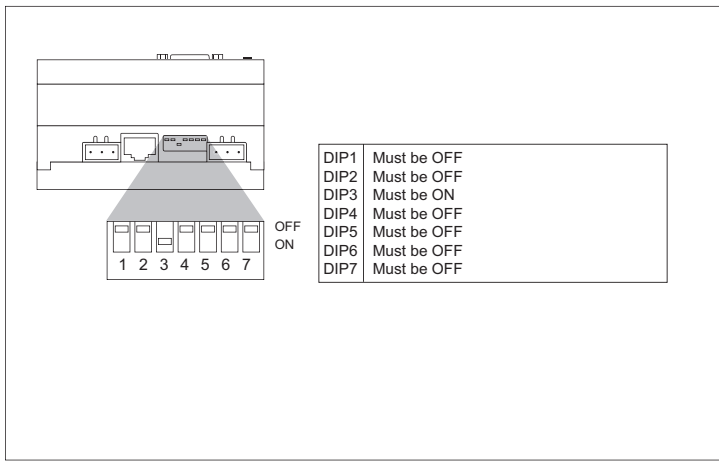 OFF
ON
1 2 3 4 5 6 7
DIP1 Must be OFF
DIP2 Must be OFF
DIP3 Must be ON
DIP4 Must be OFF
DIP5 Must be OFF
DIP6 Must be OFF
DIP7 Must be OFF